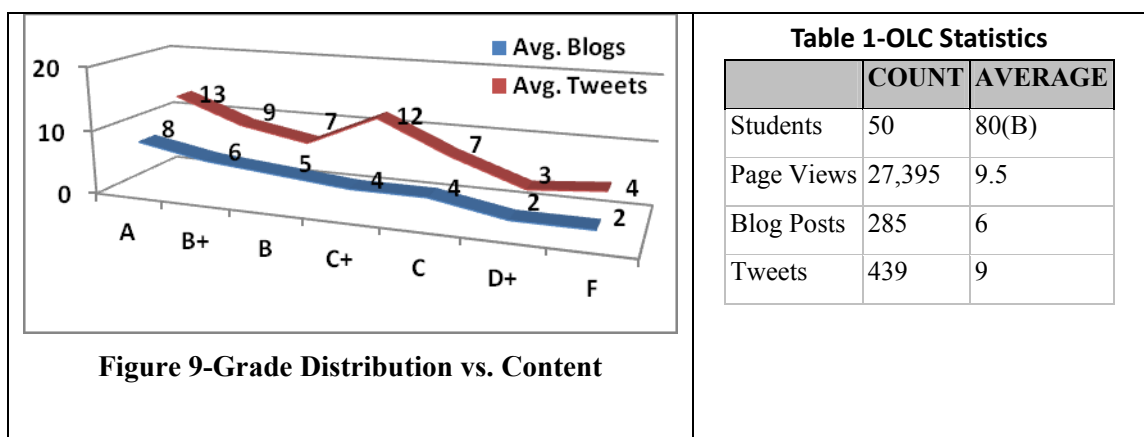 Avg. Blogs
Avg. Tweets
20
10
0
13
9
7
12
7
3
4
8
6
5
4
4
2
2
A
B+
B
C+
C
D+
F
Figure 9-Grade Distribution vs. Content
Table 1-OLC Statistics
COUNT AVERAGE
Students 50 80(B)
Page Views 27,395 9.5
Blog Posts 285 6
Tweets 439 9